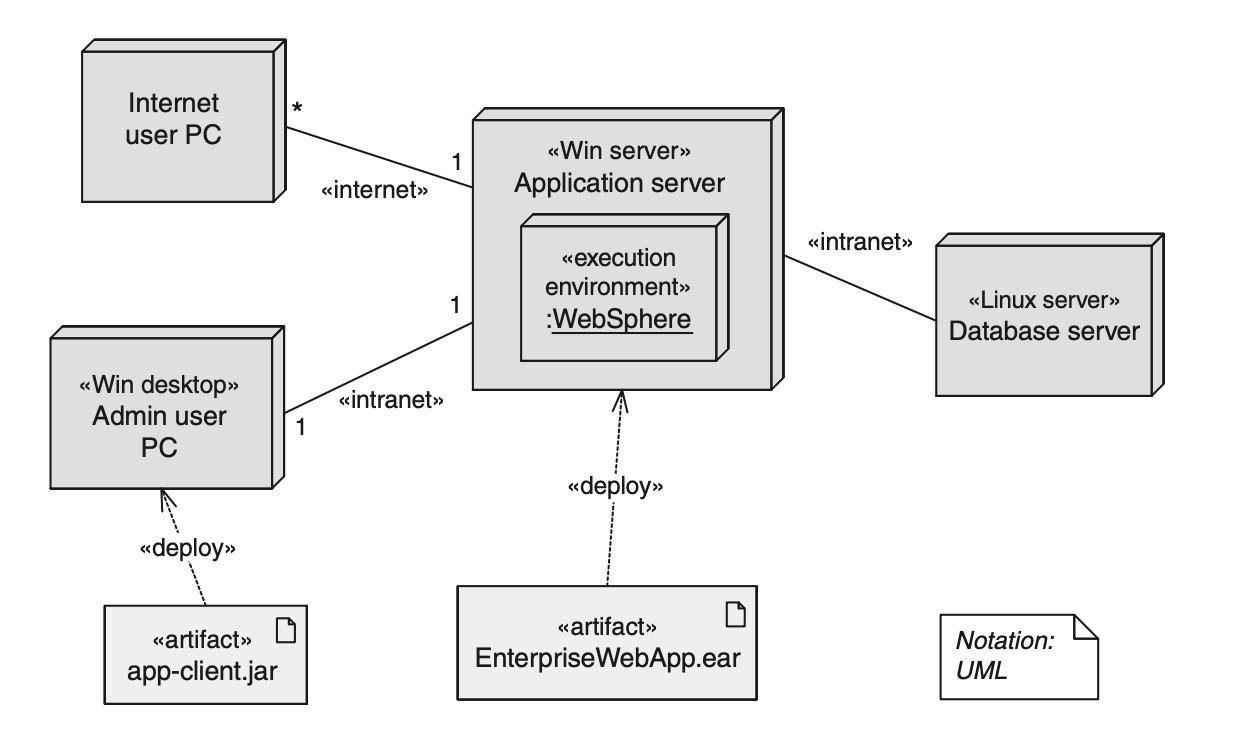 Internet
user PC
*
1
«internet»
«Win server»
Application server
«execution
environment»
:WebSphere
«intranet»
«Linux server»
Database server
1
«Win desktop»
Admin user
PC
«intranet»
1
«deploy»
«deploy»
«artifact»
app-client.jar
«artifact»
EnterpriseWebApp.ear
Notation:
UML